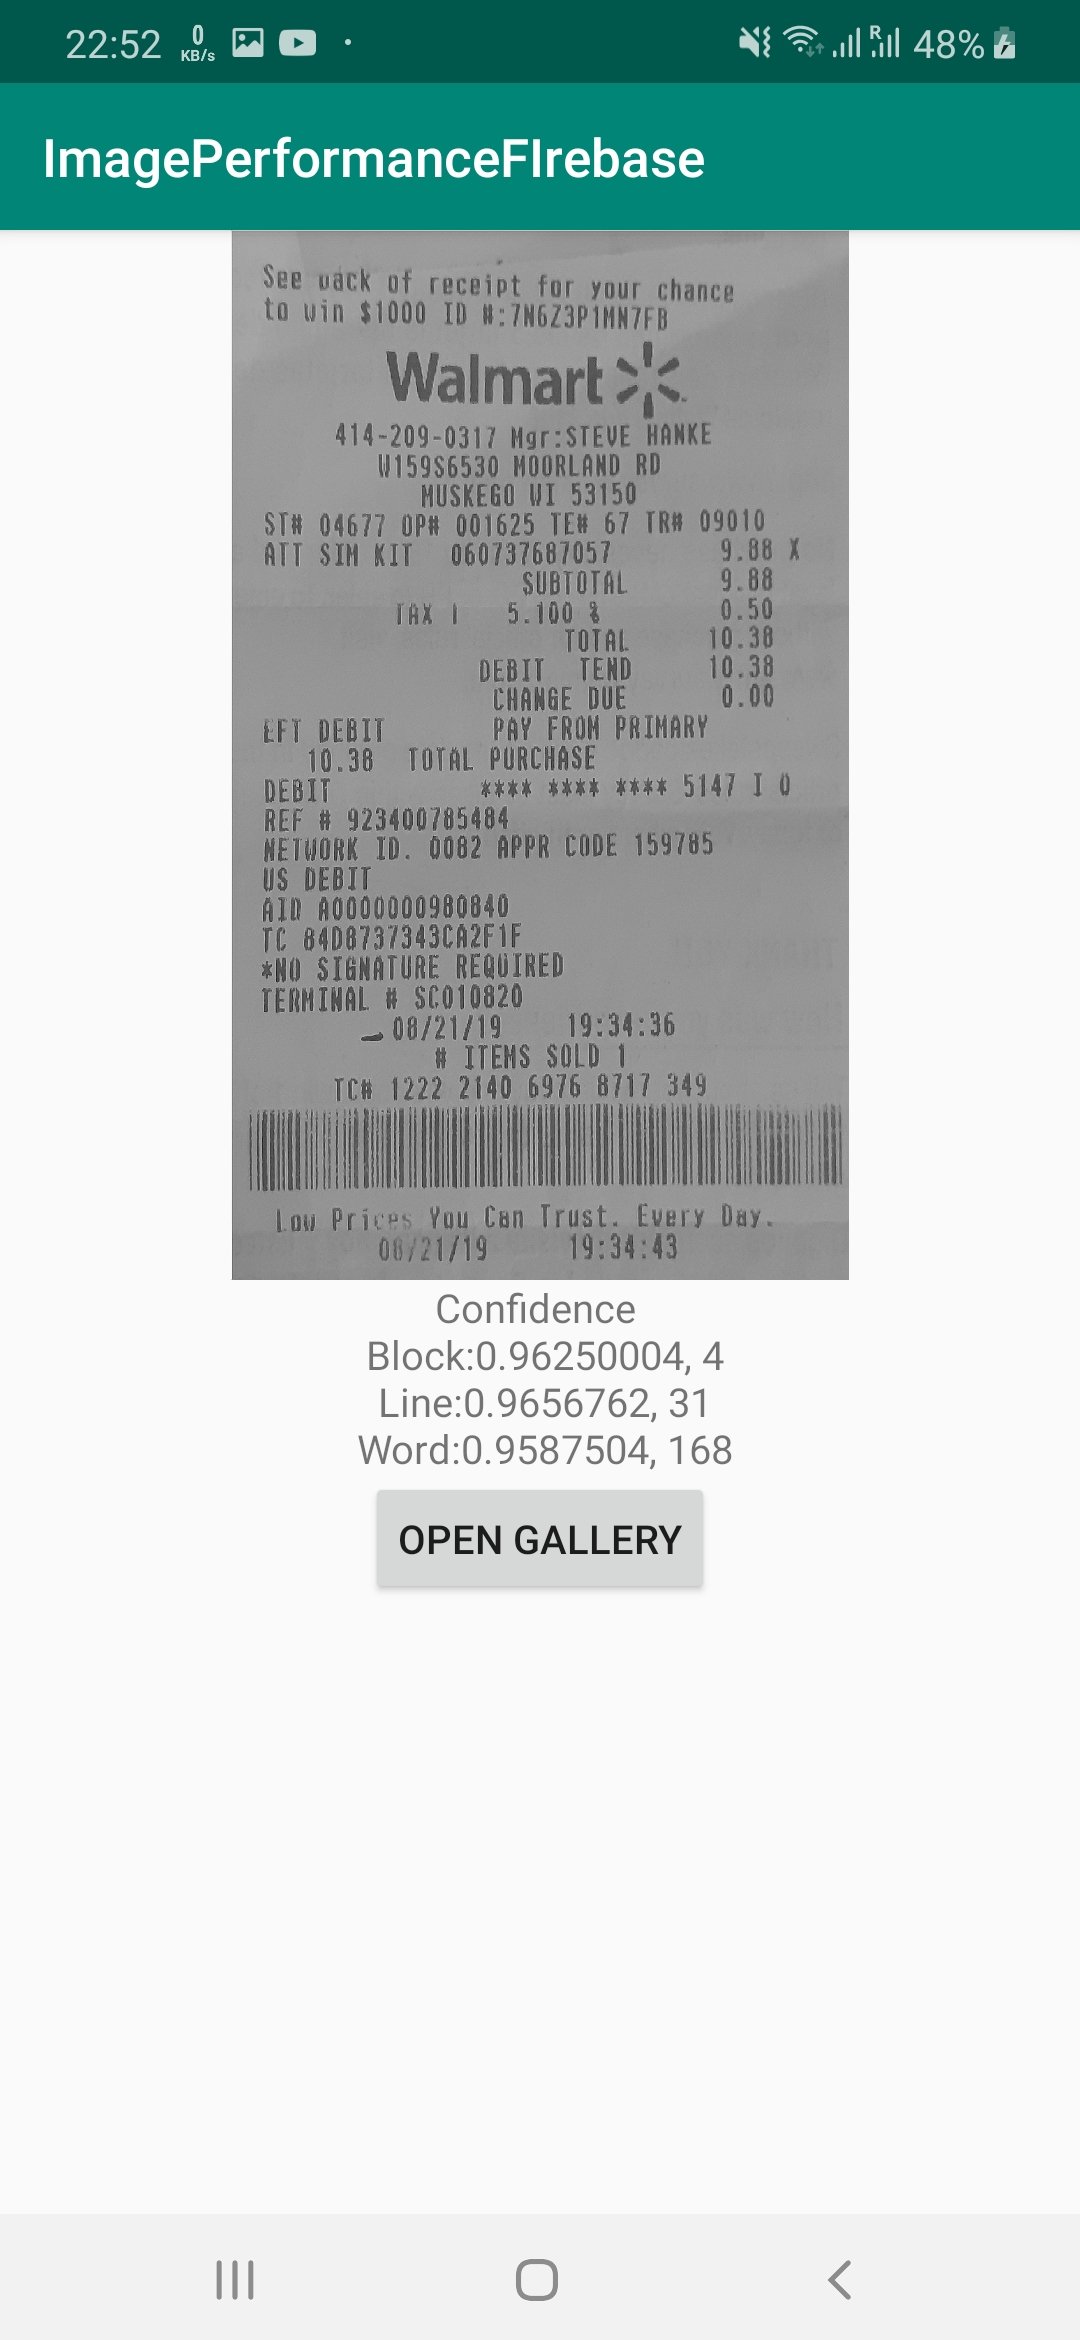 22:52 0 KB/s R 48%
ImagePerformanceFIrebase
See back of receipt for your chance
to win $1000 ID #:7N6Z3P1MN7FB
Walmart
414-209-0317 Mgr:STEVE HANKE
W159S6530 MOORLAND RD
MUSKEGO WI 53150
ST# 04677 OP# 001625 TE# 67 TR# 09010
ATT SIM KIT 060737687057 9.88 X
SUBTOTAL 9.88
TAX 1 5.100 % 0.50
TOTAL 10.38
DEBIT TEND 10.38
CHANGE DUE 0.00
EFT DEBIT PAY FROM PRIMARY
10.38 TOTAL PURCHASE
DEBIT **** **** **** 5147 I 0
REF # 923400785484
NETWORK ID. 0082 APPR CODE 159785
US DEBIT
AID A0000000980840
TC 84D8737343CA2F1F
*NO SIGNATURE REQUIRED
TERMINAL # SC010820
08/21/19 19:34:36
# ITEMS SOLD 1
TC# 1222 2140 6976 8717 349
Low Prices You Can Trust. Every Day.
08/21/19 19:34:43
Confidence
Block:0.96250004, 4
Line:0.9656762, 31
Word:0.9587504, 168
OPEN GALLERY